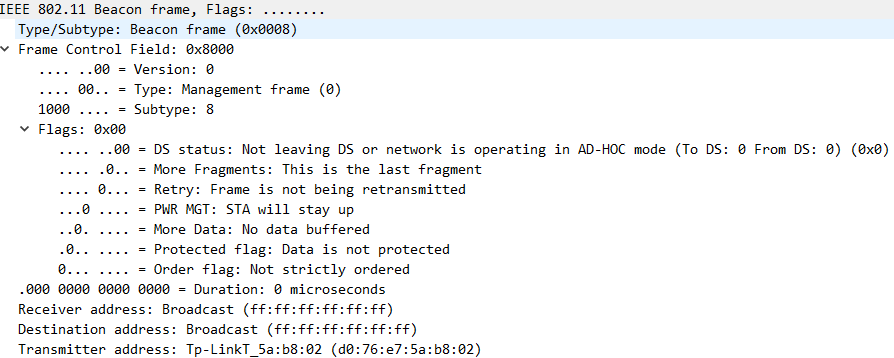 IEEE 802.11 Beacon frame, Flags: ........
Type/Subtype: Beacon frame (0x0008)
Frame Control Field: 0x8000
.... ..00 = Version: 0
.... 00.. = Type: Management frame (0)
1000 .... = Subtype: 8
Flags: 0x00
.... ..00 = DS status: Not leaving DS or network is operating in AD-HOC mode (To DS: 0 From DS: 0) (0x0)
.... .0.. = More Fragments: This is the last fragment
.... 0... = Retry: Frame is not being retransmitted
...0 .... = PWR MGT: STA will stay up
..0. .... = More Data: No data buffered
.0.. .... = Protected flag: Data is not protected
0... .... = Order flag: Not strictly ordered
.000 0000 0000 0000 = Duration: 0 microseconds
Receiver address: Broadcast (ff:ff:ff:ff:ff:ff)
Destination address: Broadcast (ff:ff:ff:ff:ff:ff)
Transmitter address: Tp-LinkT_5a:b8:02 (d0:76:e7:5a:b8:02)